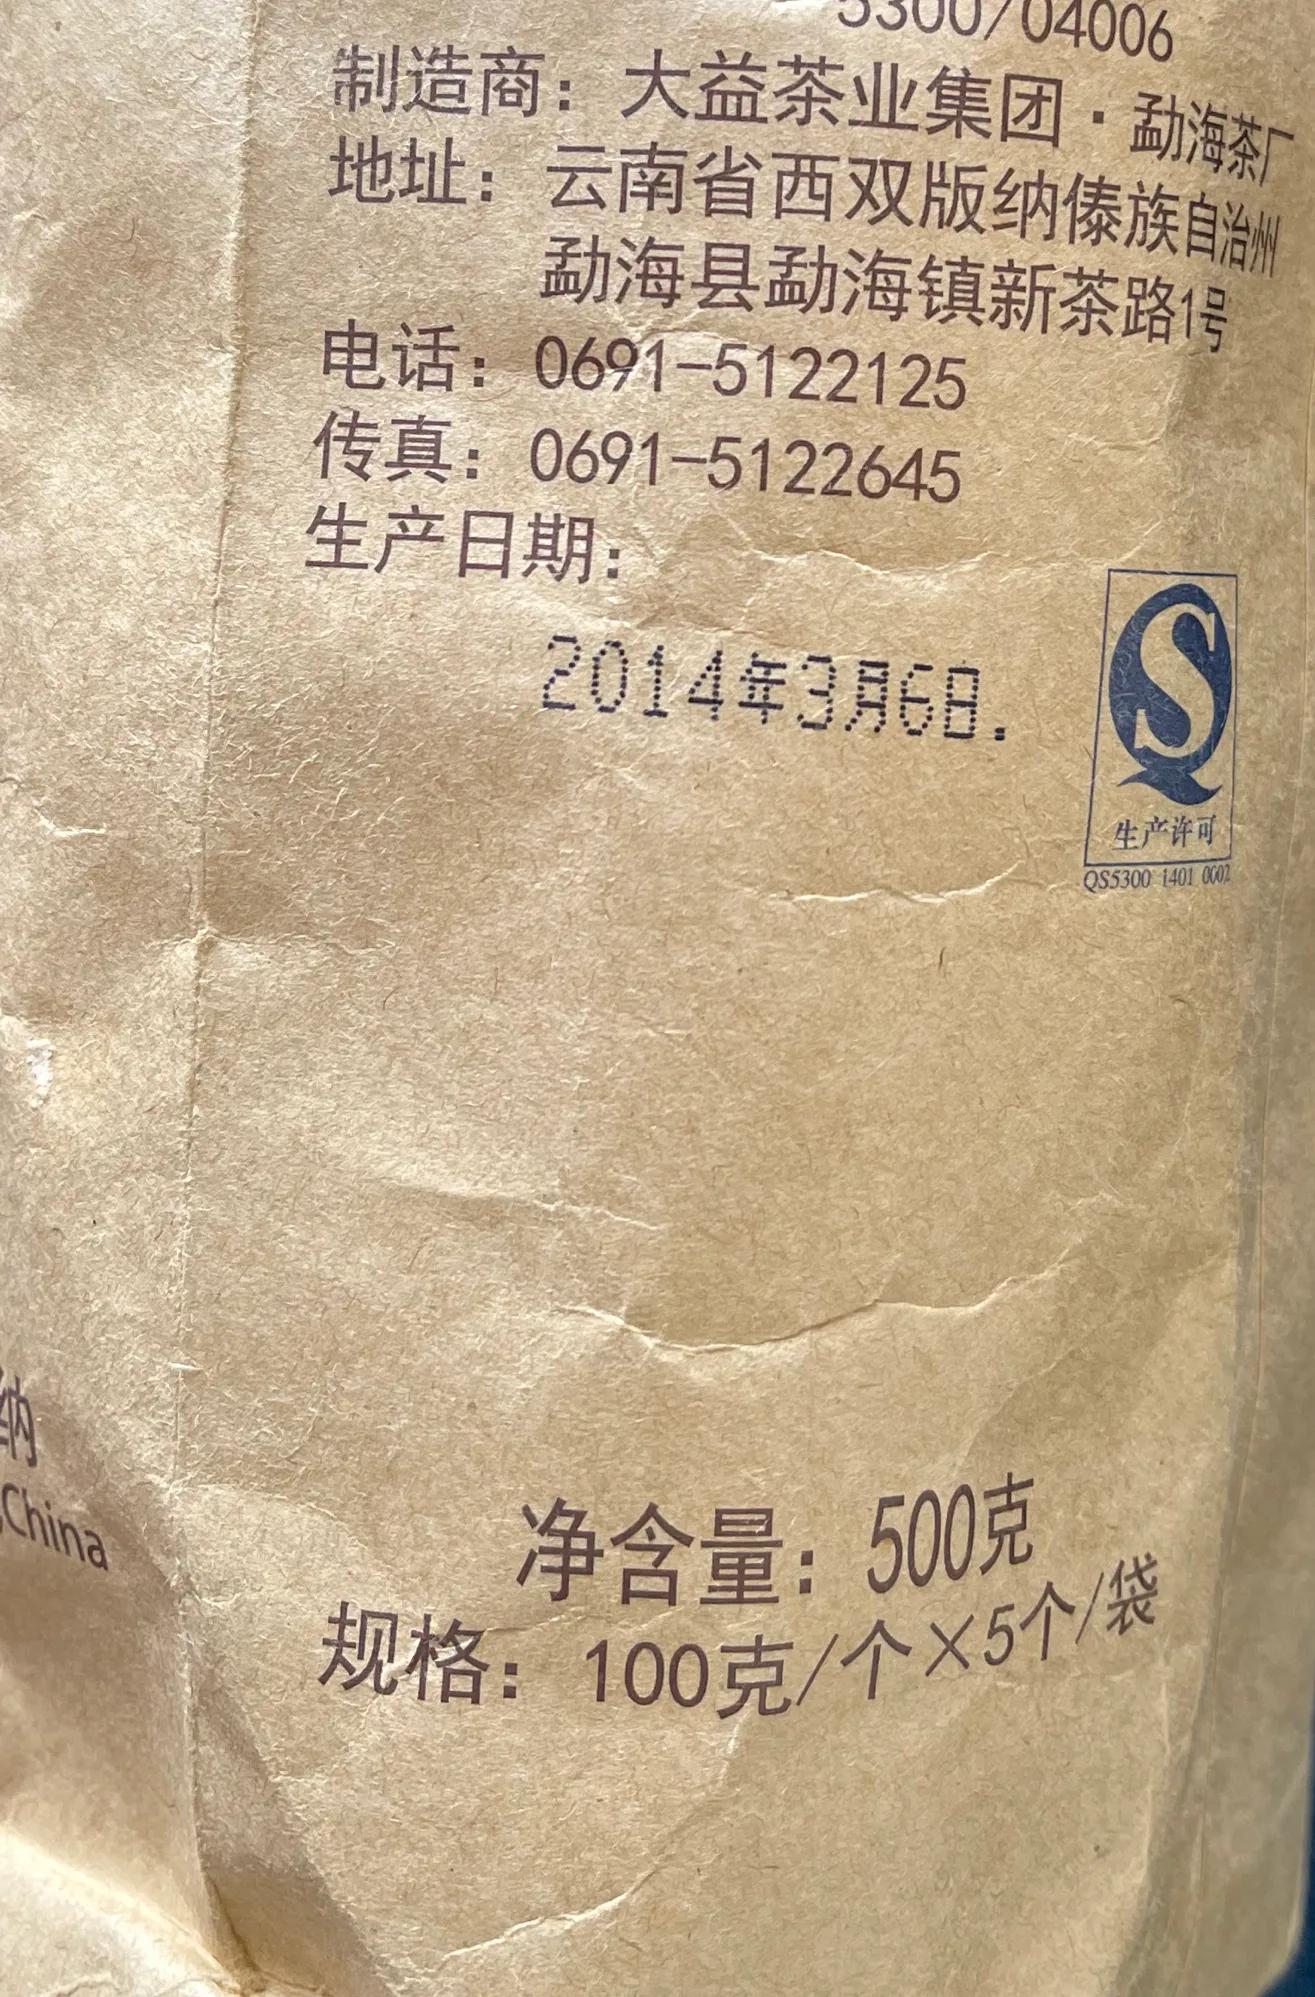 5300/04006
制造商：大益茶业集团·勐海茶厂
地址：云南省西双版纳傣族自治州
勐海县勐海镇新茶路1号
电话：0691-5122125
传真：0691-5122645
生产日期：
2014年3月6日.
S
生产许可
QS5300 1401 0002
纳
China
净含量：500克
规格：100克/个×5个/袋